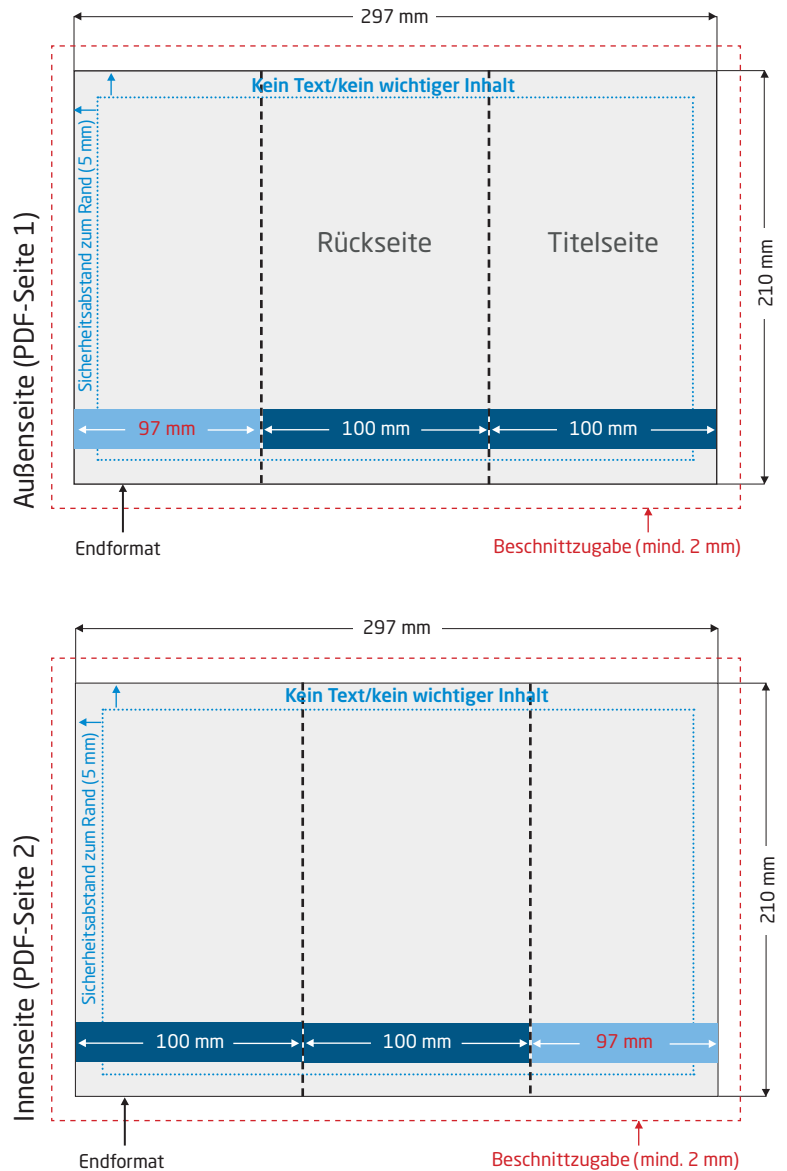 297 mm
Kein Text/kein wichtiger Inhalt
Sicherheitsabstand zum Rand (5 mm)
Außenseite (PDF-Seite 1)
Rückseite
Titelseite
210 mm
97 mm
100 mm
100 mm
Endformat
Beschnittzugabe (mind. 2 mm)
297 mm
Kein Text/kein wichtiger Inhalt
Sicherheitsabstand zum Rand (5 mm)
Innenseite (PDF-Seite 2)
210 mm
100 mm
100 mm
97 mm
Endformat
Beschnittzugabe (mind. 2 mm)